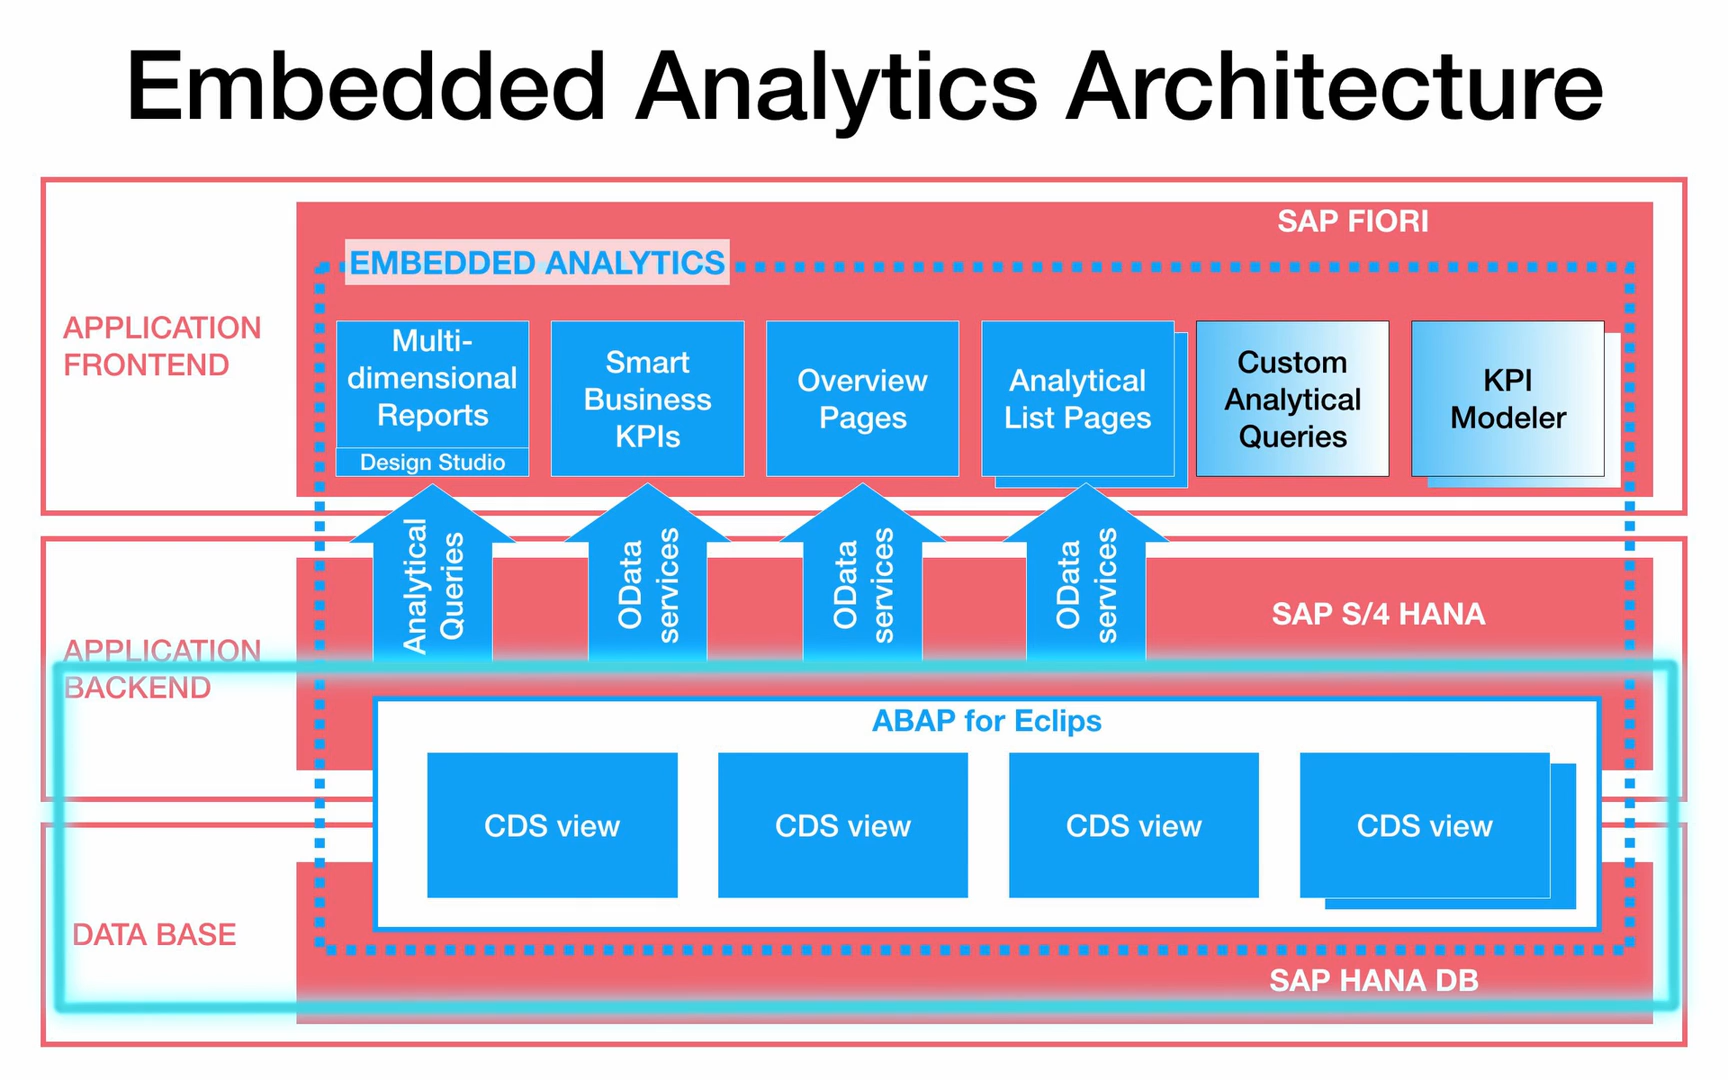 Embedded Analytics Architecture
SAP FIORI
EMBEDDED ANALYTICS
APPLICATION
FRONTEND
Multi-
dimensional
Reports
Design Studio
Smart
Business
KPIs
Overview
Pages
Analytical
List Pages
Custom
Analytical
Queries
KPI
Modeler
Analytical
Queries
OData
services
OData
services
OData
services
SAP S/4 HANA
APPLICATION
BACKEND
ABAP for Eclips
CDS view
CDS view
CDS view
CDS view
DATA BASE
SAP HANA DB